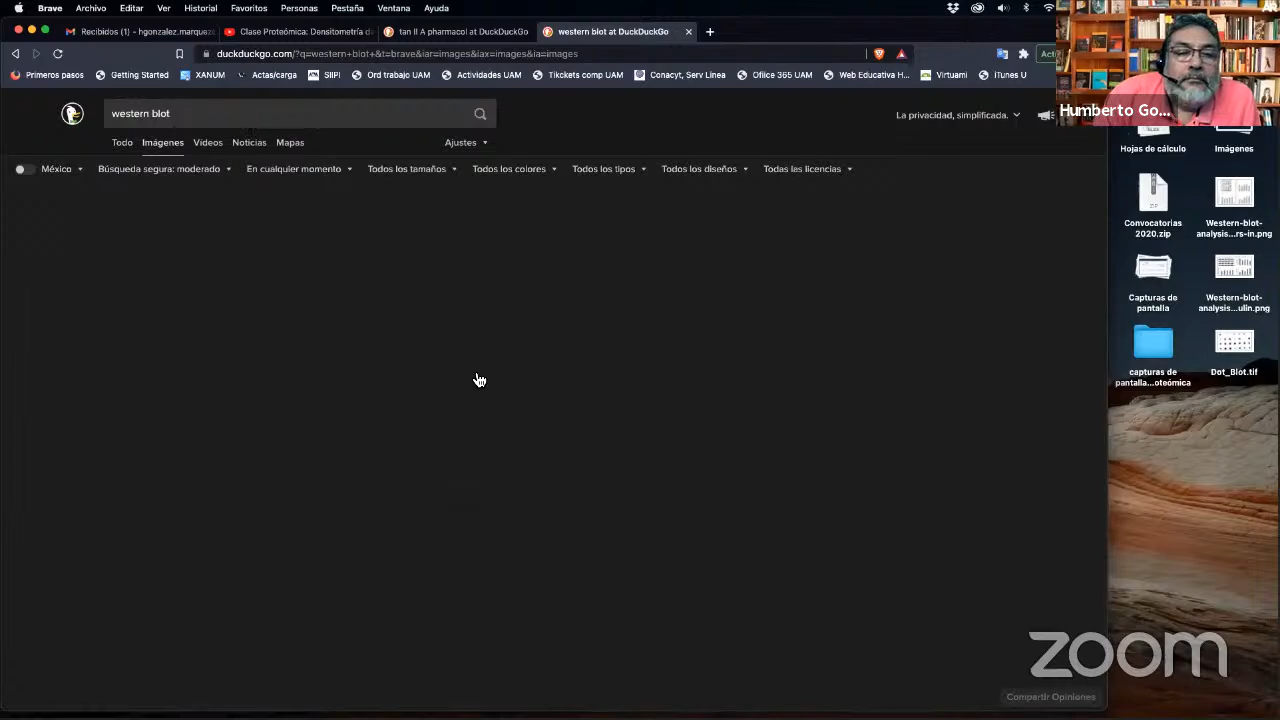 Brave Archivo Editar Ver Historial Favoritos Personas Pestaña Ventana Ayuda
Recibidos (1) - hgonzalez.marquez
Clase Proteómica: Densitometría de
tan II A pharmacol at DuckDuckGo
western blot at DuckDuckGo
duckduckgo.com/?q=western+blot+&t=brave&iar=images&iax=images&ia=images
Primeros pasos Getting Started XANUM Actas/carga SIIPI Ord trabajo UAM Actividades UAM Tikckets comp UAM Conacyt, Serv Linea Ofiice 365 UAM Web Educativa H... Virtuami iTunes U
western blot
La privacidad, simplificada.
Todo Imágenes Vídeos Noticias Mapas Ajustes
México Búsqueda segura: moderado En cualquier momento Todos los tamaños Todos los colores Todos los tipos Todos los diseños Todas las licencias
Humberto Go...
Hojas de cálculo Imágenes
ZIP
Convocatorias
2020.zip
Western-blot-
analysis...rs-in.png
Capturas de
pantalla
Western-blot-
analysis...ulin.png
capturas de
pantalla...oteómica
Dot_Blot.tif
zoom
Compartir Opiniones